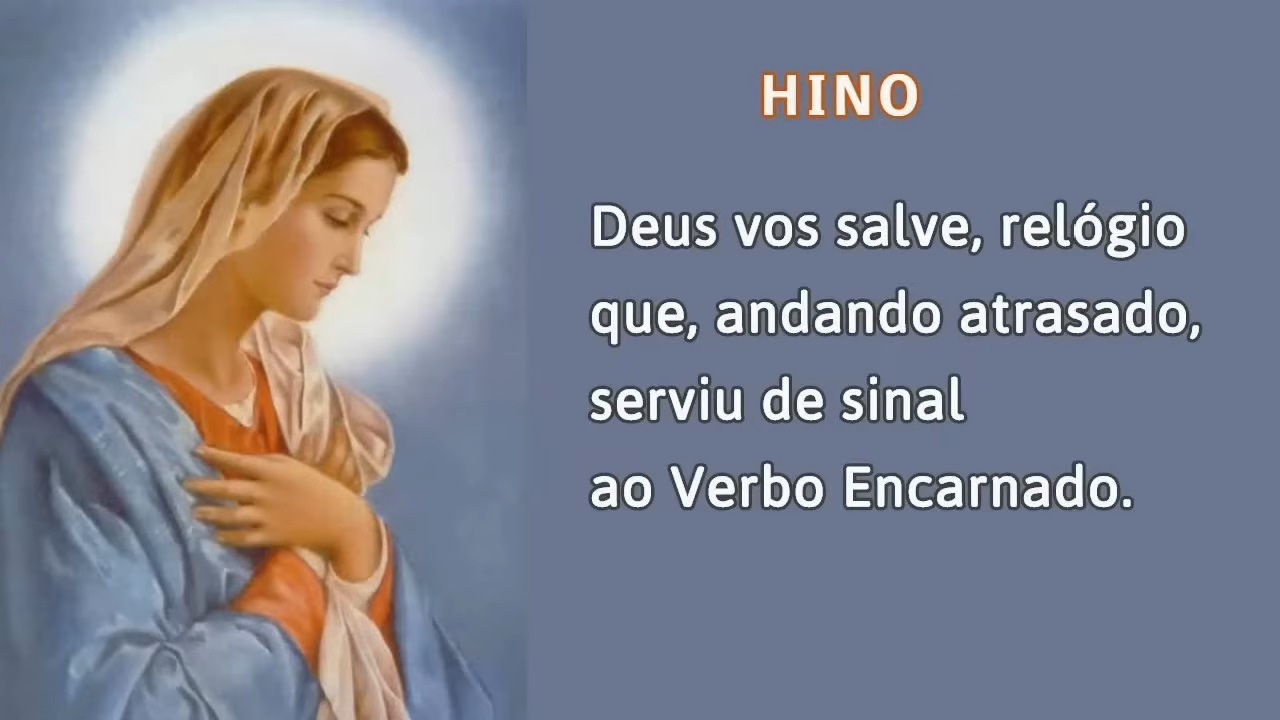 HINO
Deus vos salve, relógio
que, andando atrasado,
serviu de sinal
ao Verbo Encarnado.